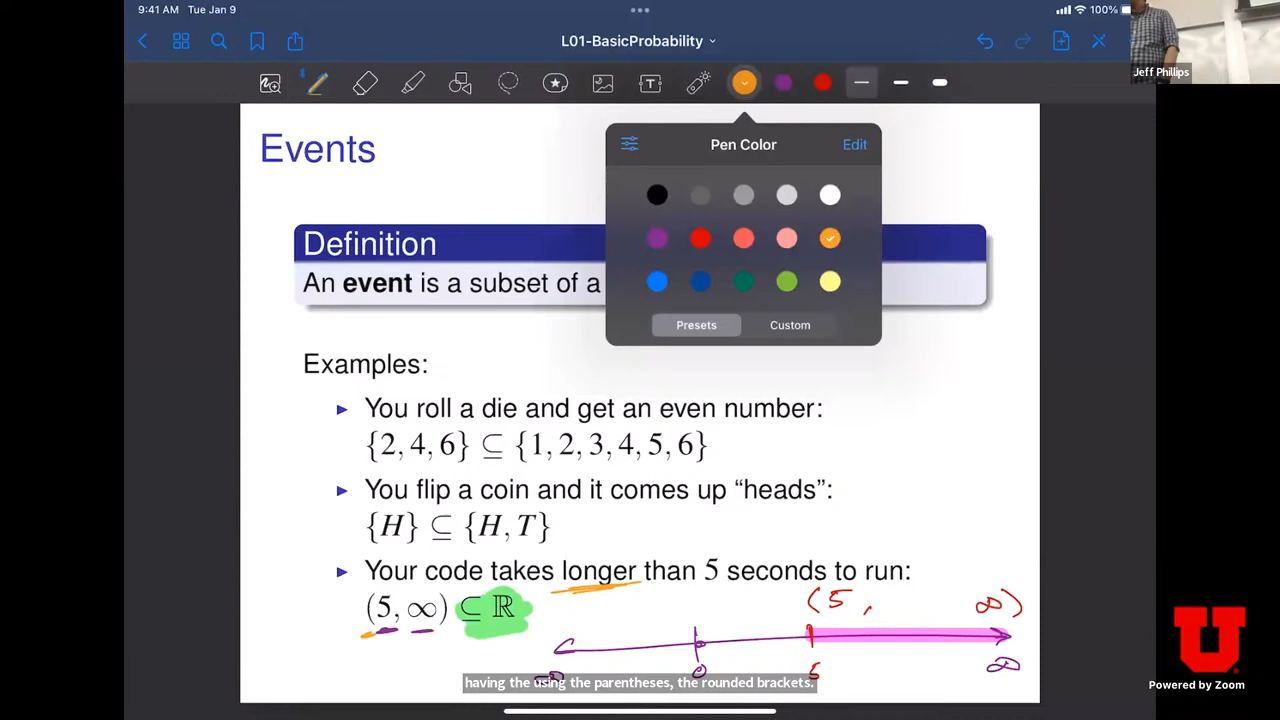 9:41 AM Tue Jan 9
100%
L01-BasicProbability
Jeff Phillips
Pen Color
Edit
Presets
Custom
Events
Definition
An event is a subset of a
Examples:
You roll a die and get an even number:
{2, 4, 6} ⊆ {1, 2, 3, 4, 5, 6}
You flip a coin and it comes up “heads”:
{H} ⊆ {H, T}
Your code takes longer than 5 seconds to run:
(5, ∞) ⊆ ℝ
(5, ∞)
-∞ 0 5 ∞
having the using the parentheses, the rounded brackets.
U
Powered by Zoom